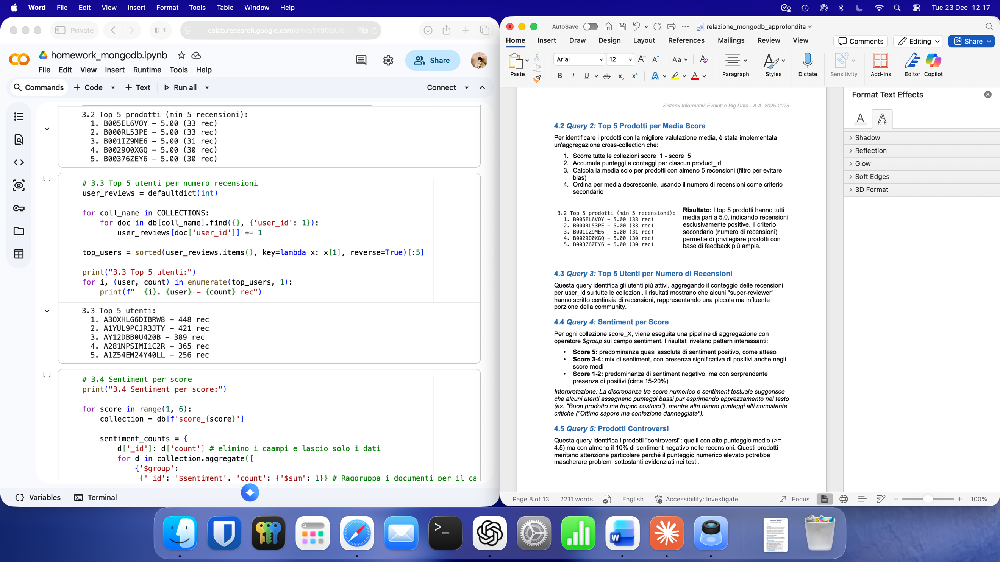 Word File Edit View Insert Format Tools Table Window Help
Tue 23 Dec 12 17
Private
1
colab.research.google.com/drive/1X90EILIBL
homework_mongodb.ipynb
Share
File Edit View Insert Runtime Tools Help
Commands + Code + Text Run all
Connect
3.2 Top 5 prodotti (min 5 recensioni):
1. B005EL6VOY – 5.00 (33 rec)
2. B000RL53PE – 5.00 (33 rec)
3. B001IZ9ME6 – 5.00 (31 rec)
4. B0029O0XGQ – 5.00 (30 rec)
5. B00376ZEY6 – 5.00 (30 rec)
[ ]
# 3.3 Top 5 utenti per numero recensioni
user_reviews = defaultdict(int)
for coll_name in COLLECTIONS:
for doc in db[coll_name].find({}, {'user_id': 1}):
user_reviews[doc['user_id']] += 1
top_users = sorted(user_reviews.items(), key=lambda x: x[1], reverse=True)[:5]
print("3.3 Top 5 utenti:")
for i, (user, count) in enumerate(top_users, 1):
print(f"  {i}. {user} – {count} rec")
3.3 Top 5 utenti:
1. A3OXHLG6DIBRW8 – 448 rec
2. A1YUL9PCJR3JTY – 421 rec
3. AY12DBB0U420B – 389 rec
4. A281NPSIMI1C2R – 365 rec
5. A1Z54EM24Y40LL – 256 rec
[ ]
# 3.4 Sentiment per score
print("3.4 Sentiment per score:")
for score in range(1, 6):
collection = db[f'score_{score}']
sentiment_counts = {
d['_id']: d['count'] # elimino i caampi e lascio solo i dati
for d in collection.aggregate([
{'$group':
{'_id': '$sentiment', 'count': {'$sum': 1}} # Raggruppa i documenti per il ca
Variables Terminal
AutoSave
relazione_mongodb_approfondita
Home Insert Draw Design Layout References Mailings Review View
Comments Editing Share
Paste
Arial 12
Aa
B I U ab x₂ x² A A
Paragraph Styles Dictate Sensitivity Add-ins Editor Copilot
Sistemi Informativi Evoluti e Big Data - A.A. 2025-2026
4.2 Query 2: Top 5 Prodotti per Media Score
Per identificare i prodotti con la migliore valutazione media, è stata implementata
un'aggregazione cross-collection che:
1. Scorre tutte le collezioni score_1 - score_5
2. Accumula punteggi e conteggi per ciascun product_id
3. Calcola la media solo per prodotti con almeno 5 recensioni (filtro per evitare
bias)
4. Ordina per media decrescente, usando il numero di recensioni come criterio
secondario
3.2 Top 5 prodotti (min 5 recensioni):
1. B005EL6VOY – 5.00 (33 rec)
2. B000RL53PE – 5.00 (33 rec)
3. B001IZ9ME6 – 5.00 (31 rec)
4. B0029O0XGQ – 5.00 (30 rec)
5. B00376ZEY6 – 5.00 (30 rec)
Risultato: I top 5 prodotti hanno tutti
media pari a 5.0, indicando recensioni
esclusivamente positive. Il criterio
secondario (numero di recensioni)
permette di privilegiare prodotti con
base di feedback più ampia.
4.3 Query 3: Top 5 Utenti per Numero di Recensioni
Questa query identifica gli utenti più attivi, aggregando il conteggio delle recensioni
per user_id su tutte le collezioni. I risultati mostrano che alcuni "super-reviewer"
hanno scritto centinaia di recensioni, rappresentando una piccola ma influente
porzione della community.
4.4 Query 4: Sentiment per Score
Per ogni collezione score_X, viene eseguita una pipeline di aggregazione con
operatore $group sul campo sentiment. I risultati rivelano pattern interessanti:
• Score 5: predominanza quasi assoluta di sentiment positivo, come atteso
• Score 3-4: mix di sentiment, con presenza significativa di positivi anche negli
score medi
• Score 1-2: predominanza di sentiment negativo, ma con sorprendente
presenza di positivi (circa 15-20%)
Interpretazione: La discrepanza tra score numerico e sentiment testuale suggerisce
che alcuni utenti assegnano punteggi bassi pur esprimendo apprezzamento nel testo
(es. "Buon prodotto ma troppo costoso"), mentre altri danno punteggi alti nonostante
critiche ("Ottimo sapore ma confezione danneggiata").
4.5 Query 5: Prodotti Controversi
Questa query identifica i prodotti "controversi": quelli con alto punteggio medio (>=
4.5) ma con almeno il 10% di sentiment negativo nelle recensioni. Questi prodotti
meritano attenzione particolare perché il punteggio numerico elevato potrebbe
mascherare problemi sottostanti evidenziati nei testi.
Format Text Effects
Shadow
Reflection
Glow
Soft Edges
3D Format
Page 8 of 13 2211 words English Accessibility: Investigate Focus 100%